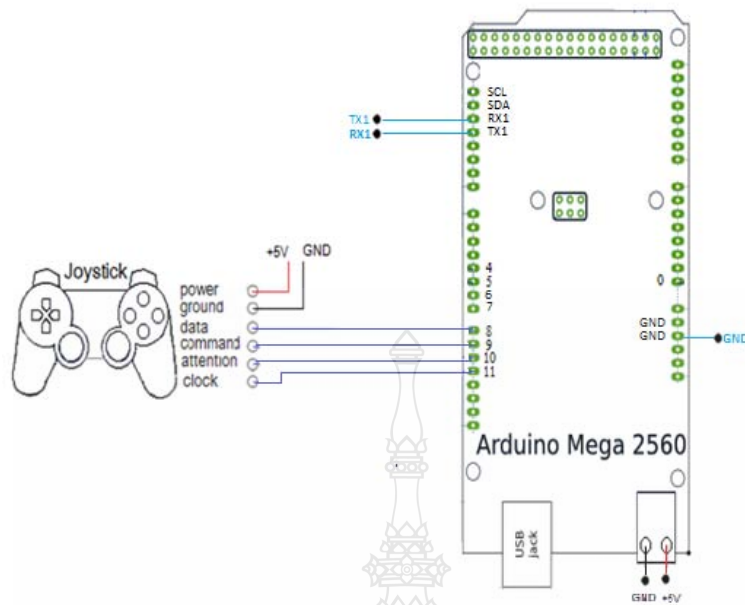 SCL
SDA
TX1
RX1
RX1
TX1
+5V
GND
Joystick
power
ground
data
command
attention
clock
4
5
6
7
8
9
10
11
0
GND
GND
GND
Arduino Mega 2560
USB
jack
GND
+5V